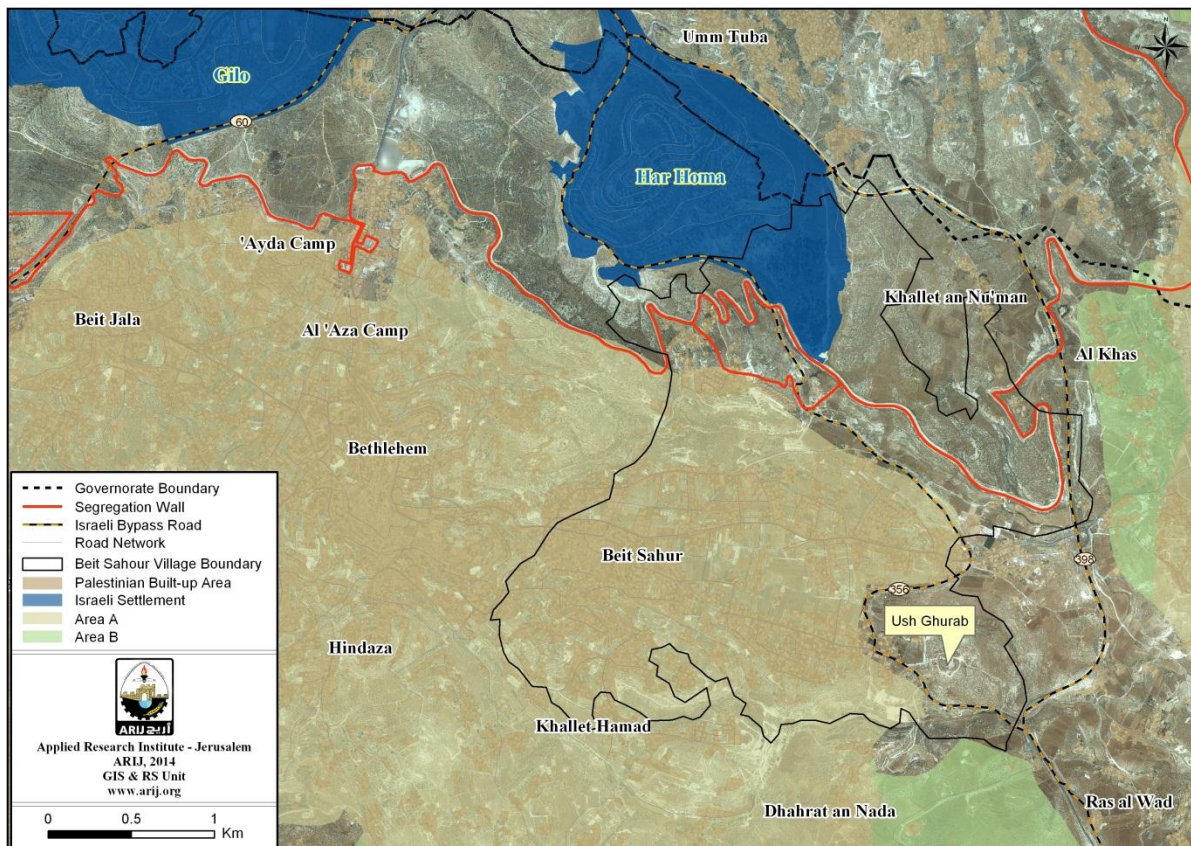 Umm Tuba
N
Gilo
60
Har Homa
'Ayda Camp
Khallet an Nu'man
Beit Jala
Al 'Aza Camp
Al Khas
Bethlehem
Beit Sahur
398
356
Ush Ghurab
Hindaza
Khallet Hamad
Dhahrat an Nada
Ras al Wad
Governorate Boundary
Segregation Wall
Israeli Bypass Road
Road Network
Beit Sahour Village Boundary
Palestinian Built-up Area
Israeli Settlement
Area A
Area B
ARIJ أريج
Applied Research Institute - Jerusalem
ARIJ, 2014
GIS & RS Unit
www.arij.org
0 0.5 1
Km